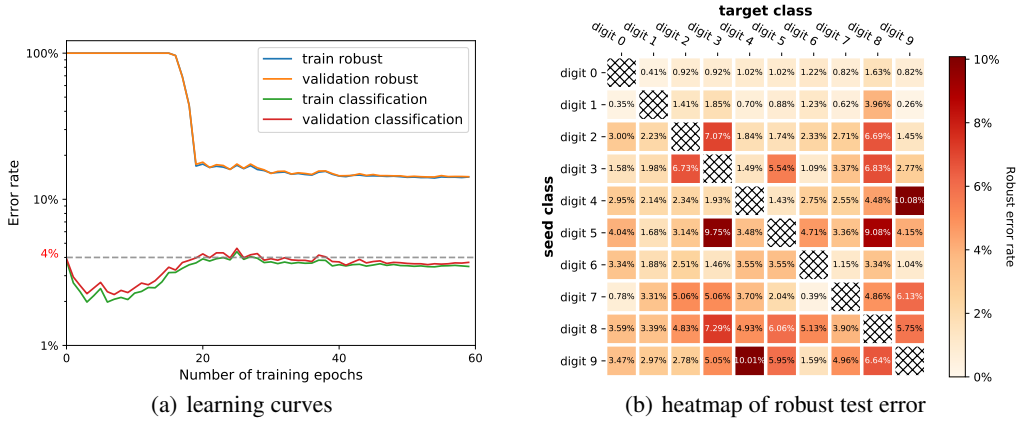 100%
10%
4%
1%
Error rate
0 20 40 60
Number of training epochs
train robust
validation robust
train classification
validation classification
(a) learning curves
target class
digit 0 digit 1 digit 2 digit 3 digit 4 digit 5 digit 6 digit 7 digit 8 digit 9
seed class
digit 0 0.41% 0.92% 0.92% 1.02% 1.02% 1.22% 0.82% 1.63% 0.82%
digit 1 0.35% 1.41% 1.85% 0.70% 0.88% 1.23% 0.62% 3.96% 0.26%
digit 2 3.00% 2.23% 7.07% 1.84% 1.74% 2.33% 2.71% 6.69% 1.45%
digit 3 1.58% 1.98% 6.73% 1.49% 5.54% 1.09% 3.37% 6.83% 2.77%
digit 4 2.95% 2.14% 2.34% 1.93% 1.43% 2.75% 2.55% 4.48% 10.08%
digit 5 4.04% 1.68% 3.14% 9.75% 3.48% 4.71% 3.36% 9.08% 4.15%
digit 6 3.34% 1.88% 2.51% 1.46% 3.55% 3.55% 1.15% 3.34% 1.04%
digit 7 0.78% 3.31% 5.06% 5.06% 3.70% 2.04% 0.39% 4.86% 6.13%
digit 8 3.59% 3.39% 4.83% 7.29% 4.93% 6.06% 5.13% 3.90% 5.75%
digit 9 3.47% 2.97% 2.78% 5.05% 10.01% 5.95% 1.59% 4.96% 6.64%
10%
8%
6%
4%
2%
0%
Robust error rate
(b) heatmap of robust test error